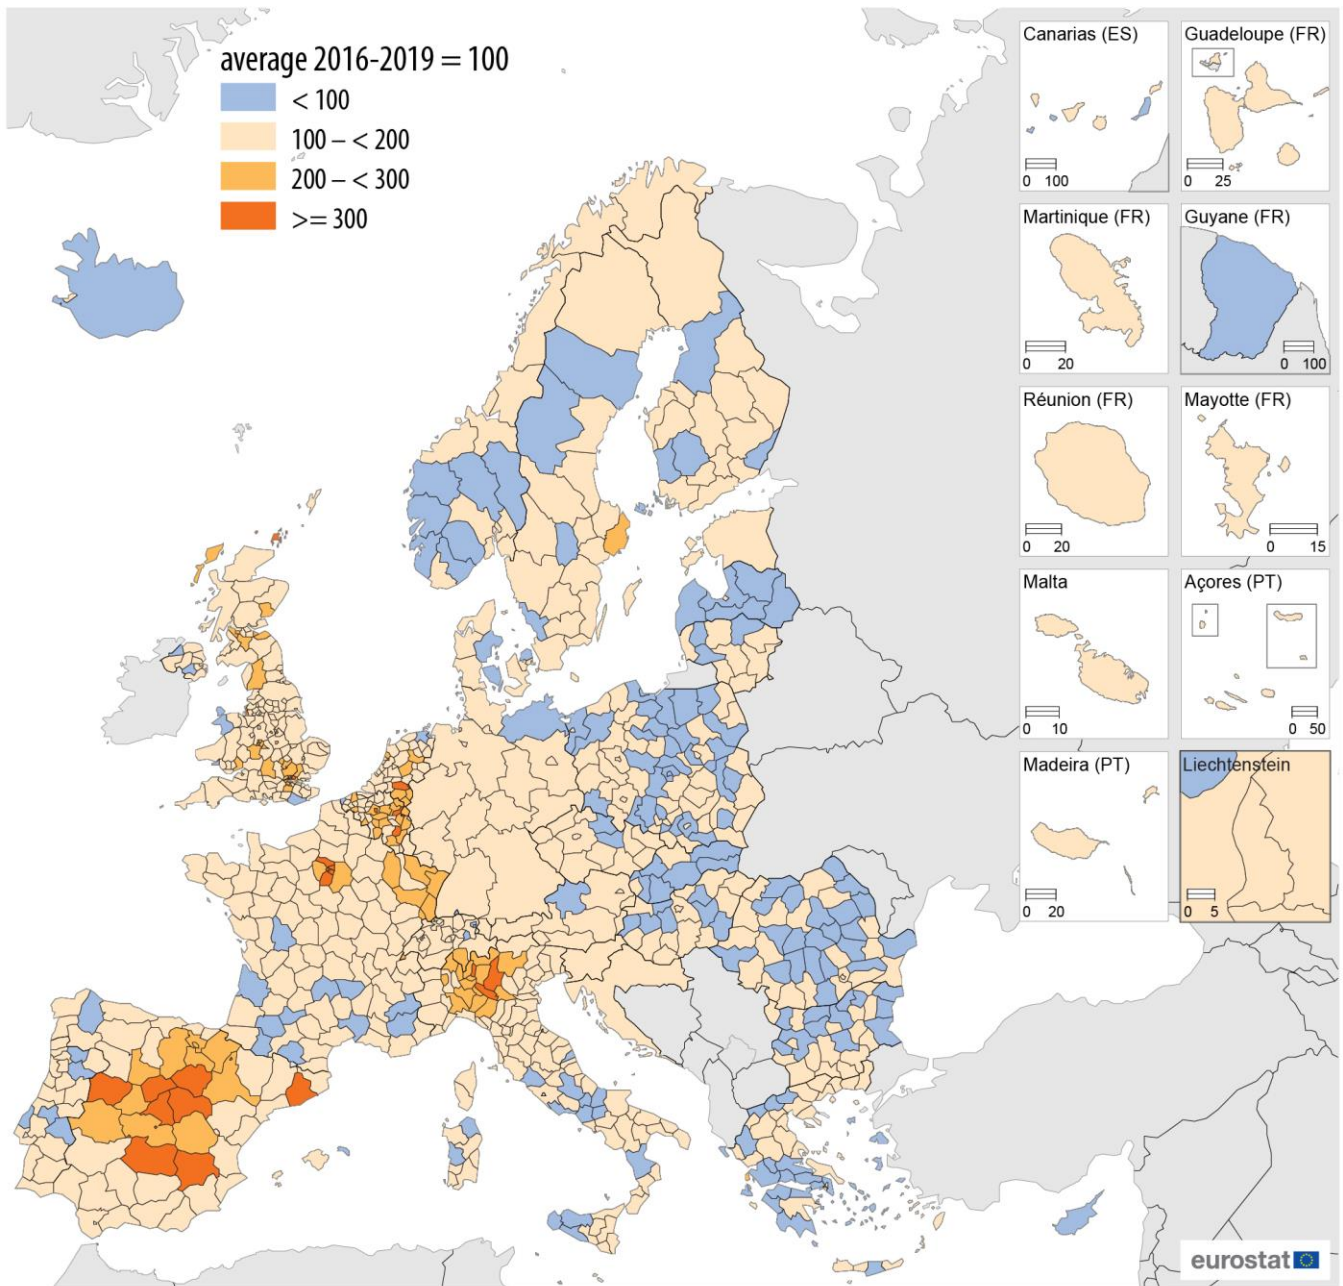 average 2016-2019 = 100
< 100
100 – < 200
200 – < 300
>= 300
Canarias (ES)
0 100
Guadeloupe (FR)
0 25
Martinique (FR)
0 20
Guyane (FR)
0 100
Réunion (FR)
0 20
Mayotte (FR)
0 15
Malta
0 10
Açores (PT)
0 50
Madeira (PT)
0 20
Liechtenstein
0 5
eurostat